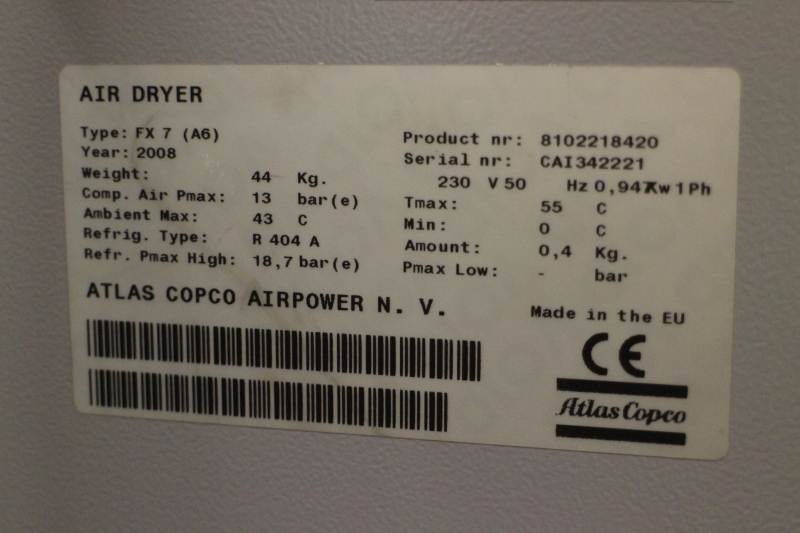 AIR DRYER
Type: FX 7 (A6)
Year: 2008
Weight: 44 Kg.
Comp. Air Pmax: 13 bar(e)
Ambient Max: 43 C
Refrig. Type: R 404 A
Refr. Pmax High: 18,7 bar(e)
Product nr: 8102218420
Serial nr: CAI342221
230 V 50 Hz 0,947Kw 1Ph
Tmax: 55 C
Min: 0 C
Amount: 0,4 Kg.
Pmax Low: - bar
ATLAS COPCO AIRPOWER N. V.
Made in the EU
CE
Atlas Copco